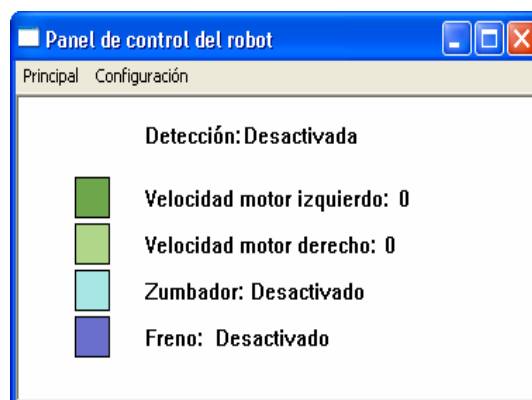 Panel de control del robot
Principal Configuración
Detección: Desactivada
Velocidad motor izquierdo: 0
Velocidad motor derecho: 0
Zumbador: Desactivado
Freno: Desactivado